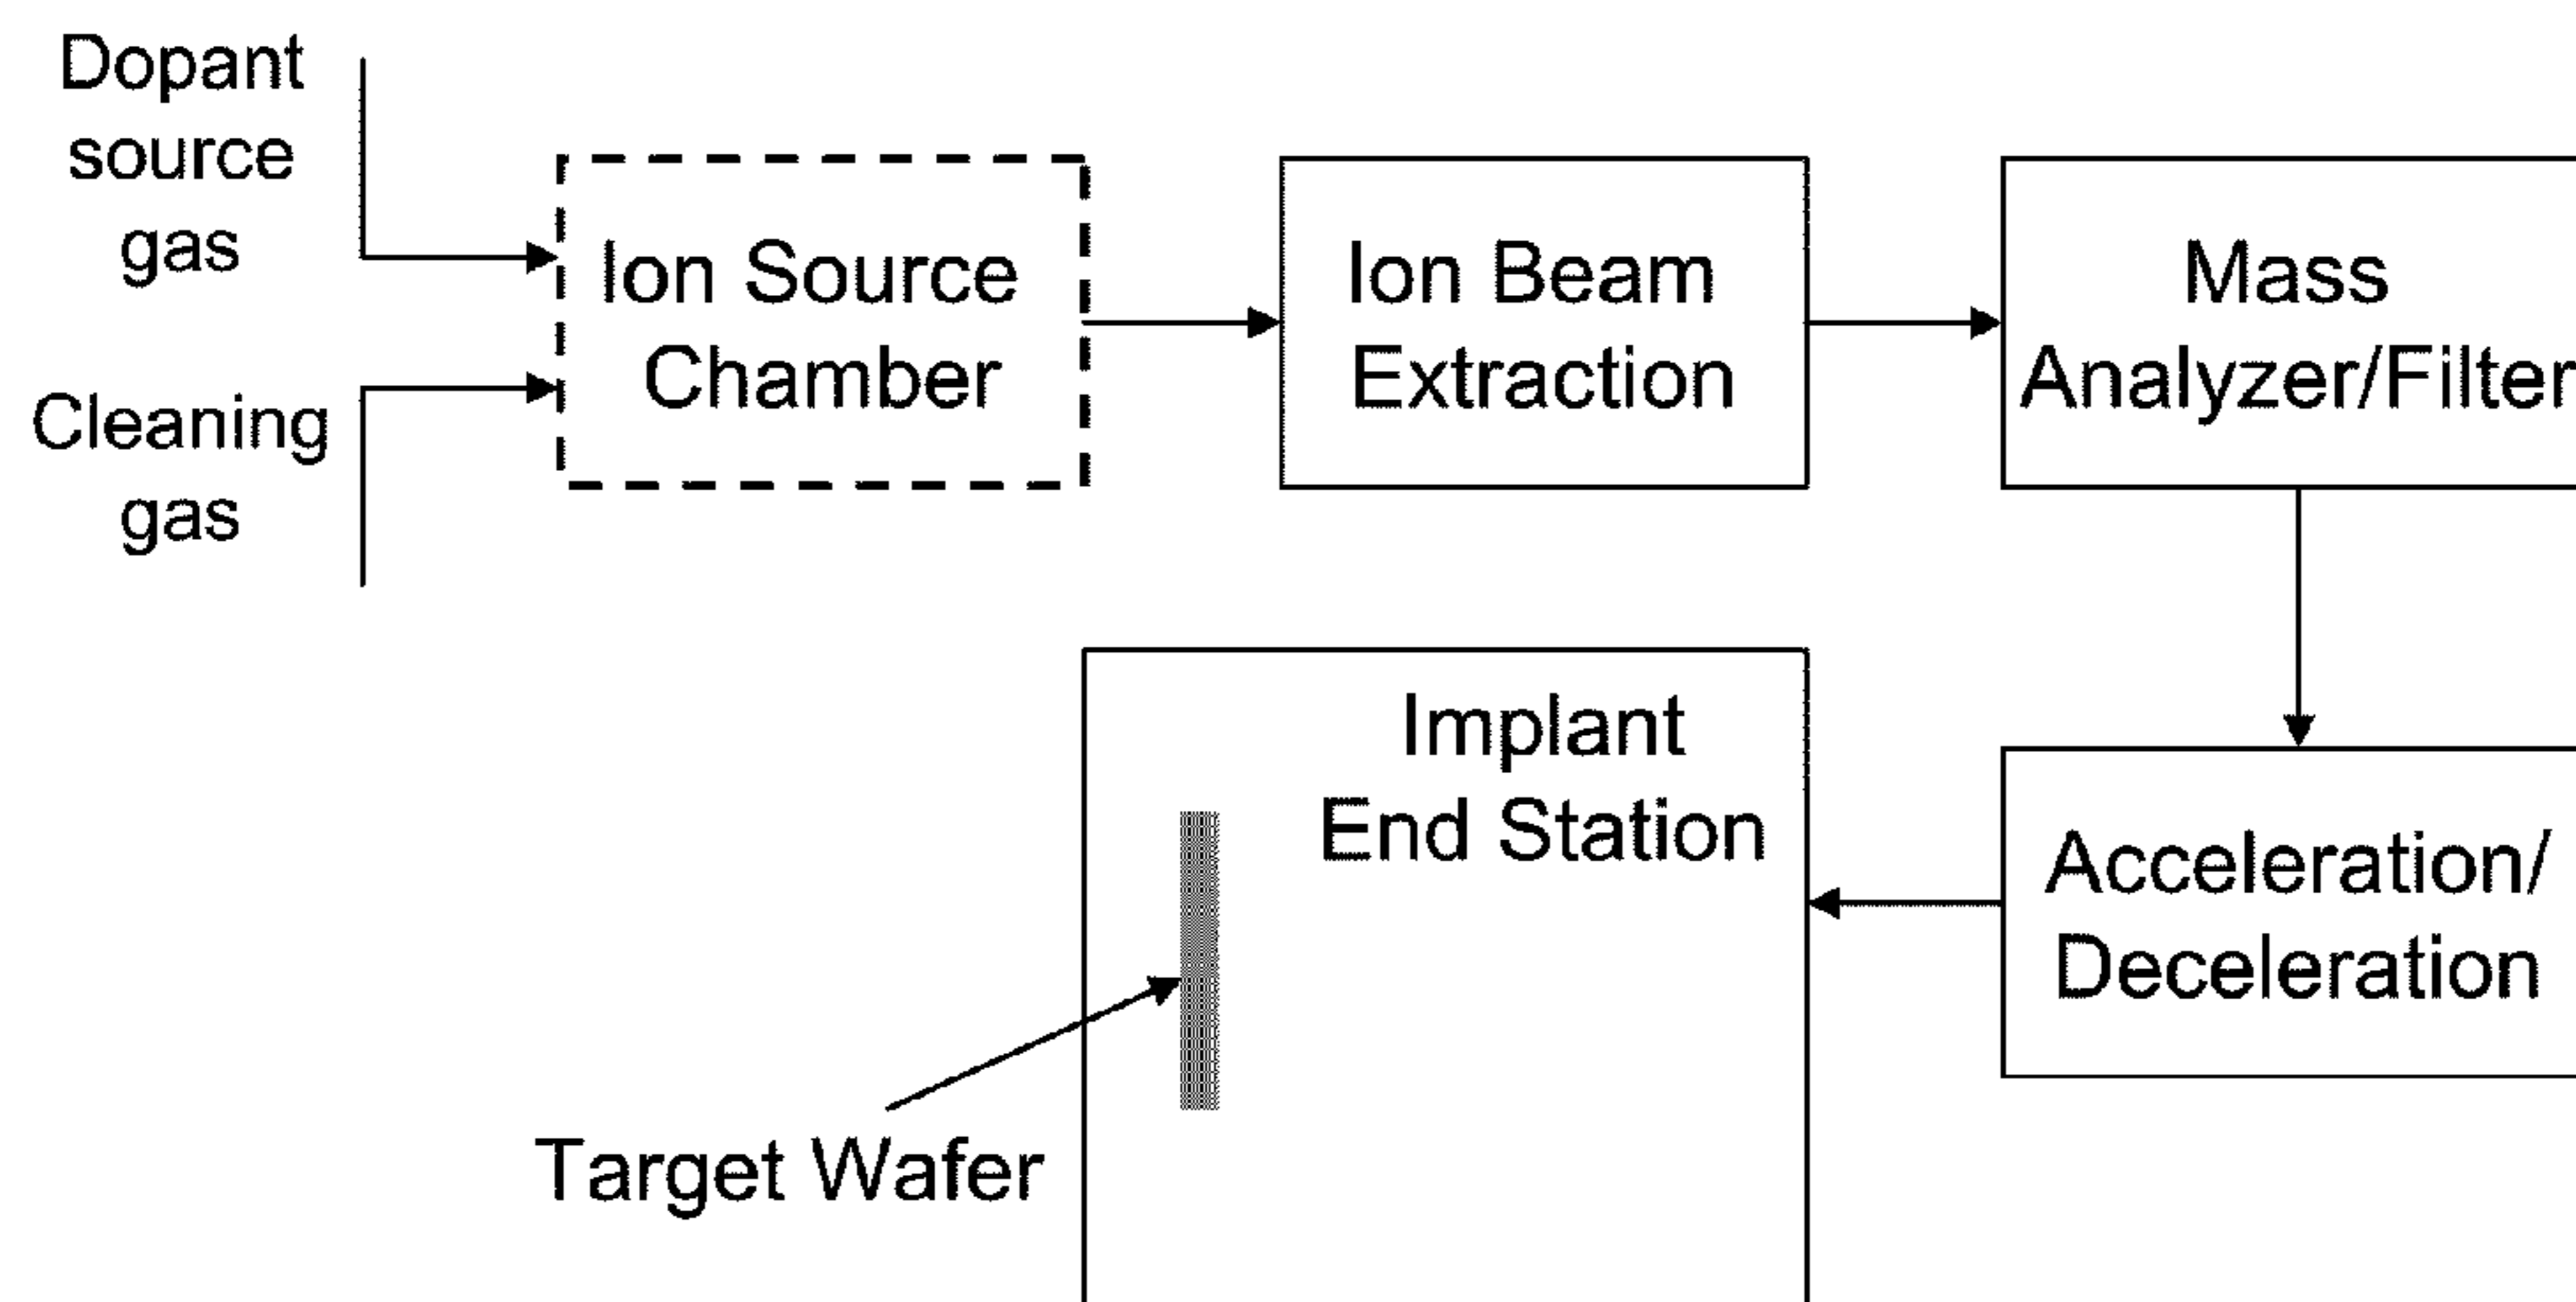 Dopant
source
gas
Cleaning
gas
Ion Source
Chamber
Ion Beam
Extraction
Mass
Analyzer/Filter
Acceleration/
Deceleration
Implant
End Station
Target Wafer